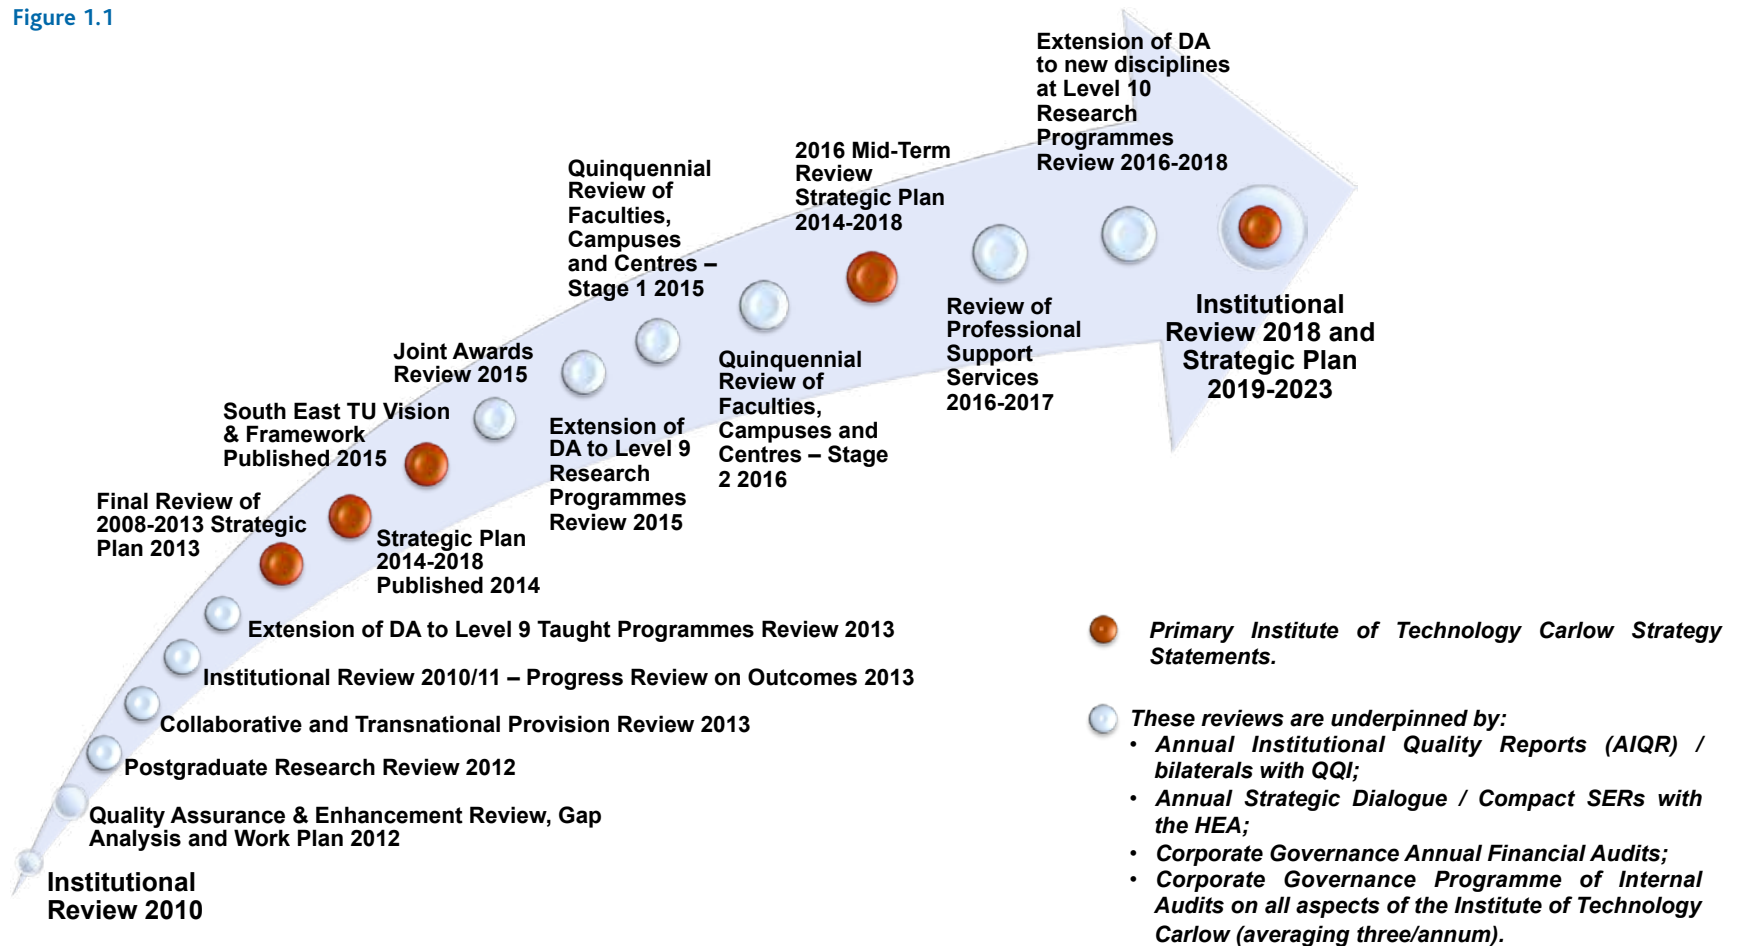 Figure 1.1
Extension of DA
to new disciplines
at Level 10
Research
Programmes
Review 2016-2018
2016 Mid-Term
Review
Strategic Plan
2014-2018
Quinquennial
Review of
Faculties,
Campuses
and Centres –
Stage 1 2015
Joint Awards
Review 2015
South East TU Vision
& Framework
Published 2015
Final Review of
2008-2013 Strategic
Plan 2013
Institutional
Review 2018 and
Strategic Plan
2019-2023
Review of
Professional
Support
Services
2016-2017
Quinquennial
Review of
Faculties,
Campuses and
Centres – Stage
2 2016
Extension of
DA to Level 9
Research
Programmes
Review 2015
Strategic Plan
2014-2018
Published 2014
Extension of DA to Level 9 Taught Programmes Review 2013
Institutional Review 2010/11 – Progress Review on Outcomes 2013
Collaborative and Transnational Provision Review 2013
Postgraduate Research Review 2012
Quality Assurance & Enhancement Review, Gap
Analysis and Work Plan 2012
Institutional
Review 2010
Primary Institute of Technology Carlow Strategy
Statements.
These reviews are underpinned by:
• Annual Institutional Quality Reports (AIQR) /
bilaterals with QQI;
• Annual Strategic Dialogue / Compact SERs with
the HEA;
• Corporate Governance Annual Financial Audits;
• Corporate Governance Programme of Internal
Audits on all aspects of the Institute of Technology
Carlow (averaging three/annum).